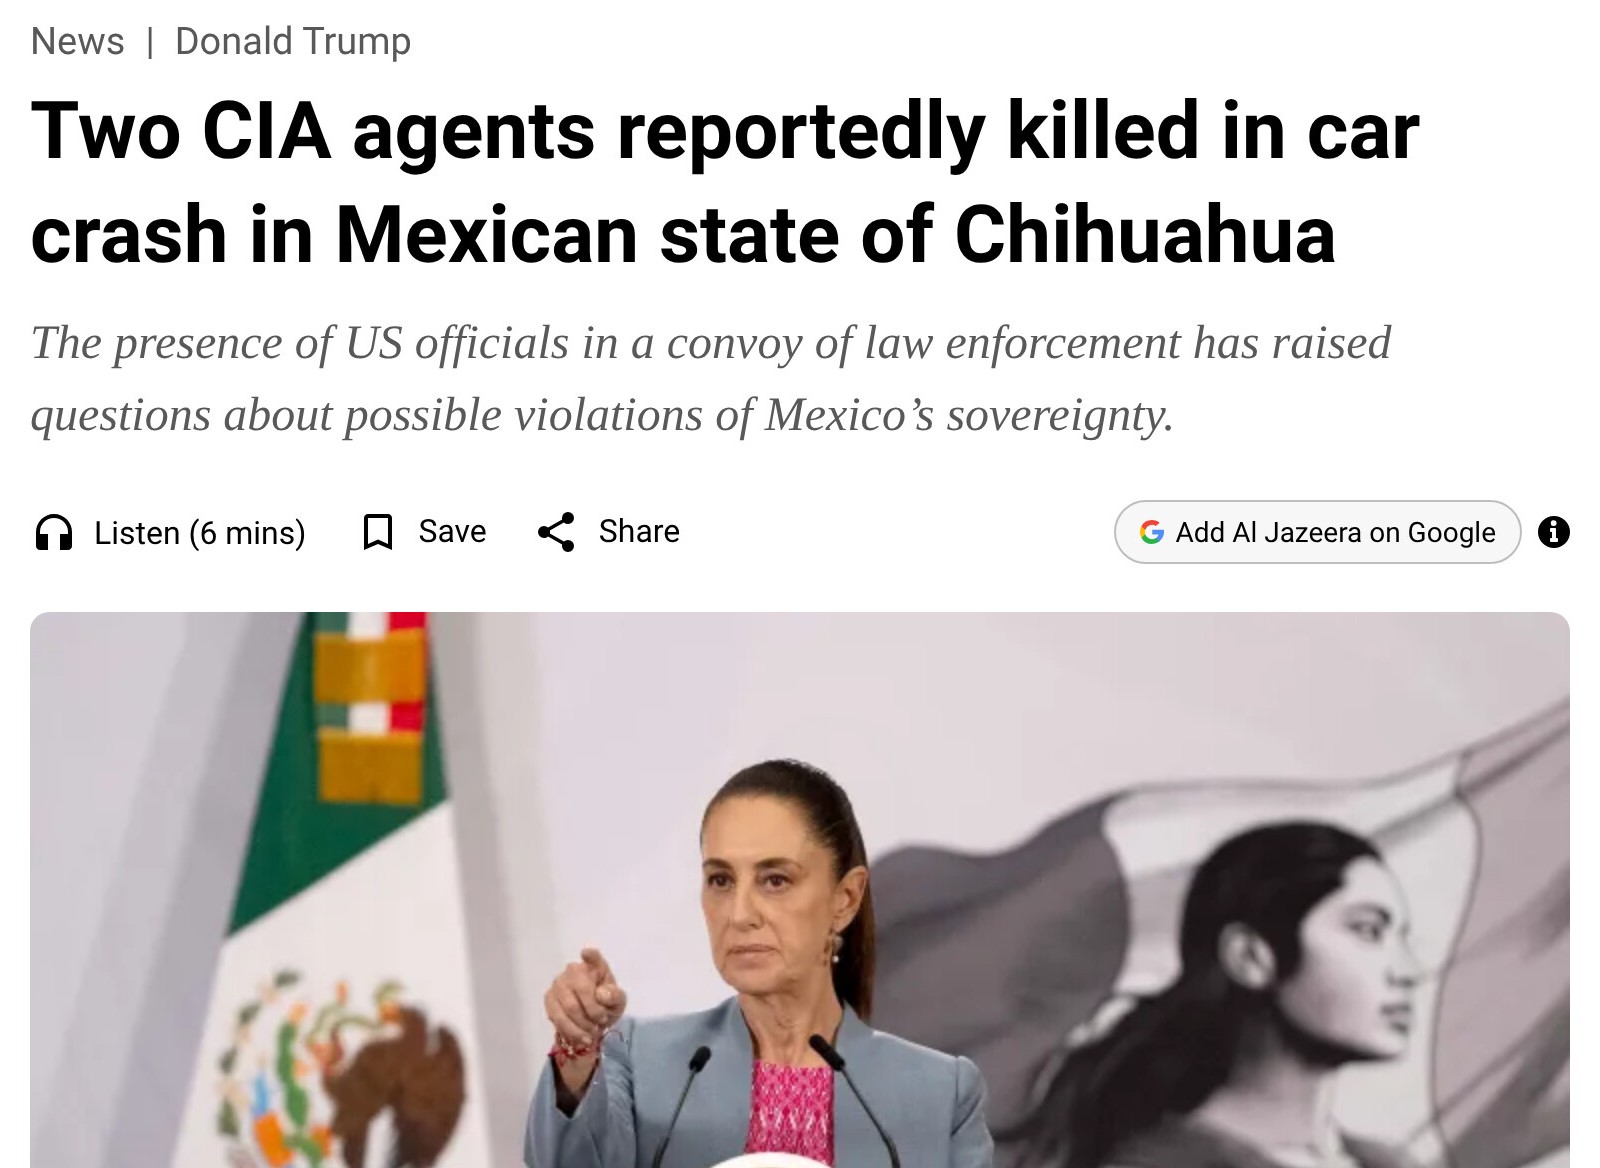 News | Donald Trump
Two CIA agents reportedly killed in car
crash in Mexican state of Chihuahua
The presence of US officials in a convoy of law enforcement has raised
questions about possible violations of Mexico’s sovereignty.
Listen (6 mins) Save Share Add Al Jazeera on Google